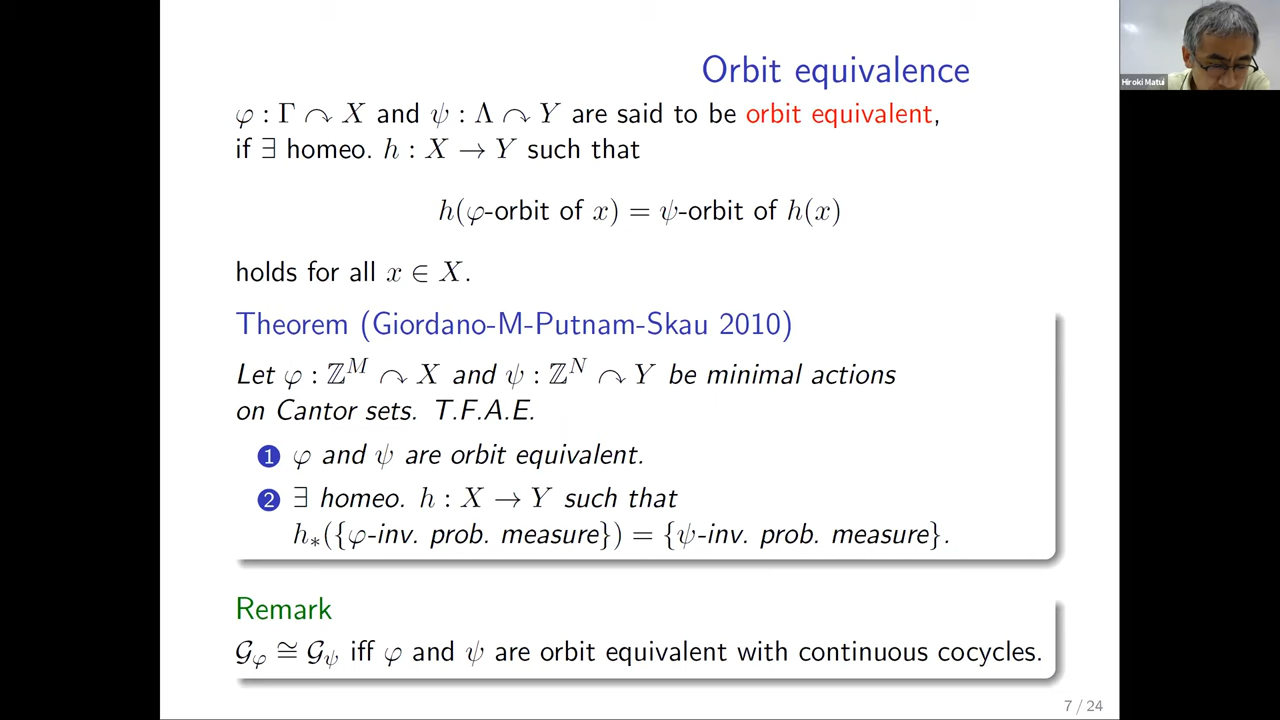 Orbit equivalence
φ : Γ ↷ X and ψ : Λ ↷ Y are said to be orbit equivalent,
if ∃ homeo. h : X → Y such that
h(φ-orbit of x) = ψ-orbit of h(x)
holds for all x ∈ X.
Theorem (Giordano-M-Putnam-Skau 2010)
Let φ : ℤ^M ↷ X and ψ : ℤ^N ↷ Y be minimal actions
on Cantor sets. T.F.A.E.
1 φ and ψ are orbit equivalent.
2 ∃ homeo. h : X → Y such that
h_*({φ-inv. prob. measure}) = {ψ-inv. prob. measure}.
Remark
𝒢_φ ≅ 𝒢_ψ iff φ and ψ are orbit equivalent with continuous cocycles.
7 / 24
Hiroki Matui